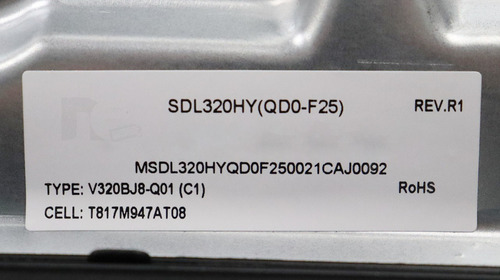 SDL320HY(QD0-F25) REV.R1
MSDL320HYQD0F250021CAJ0092
TYPE: V320BJ8-Q01 (C1) RoHS
CELL: T817M947AT08